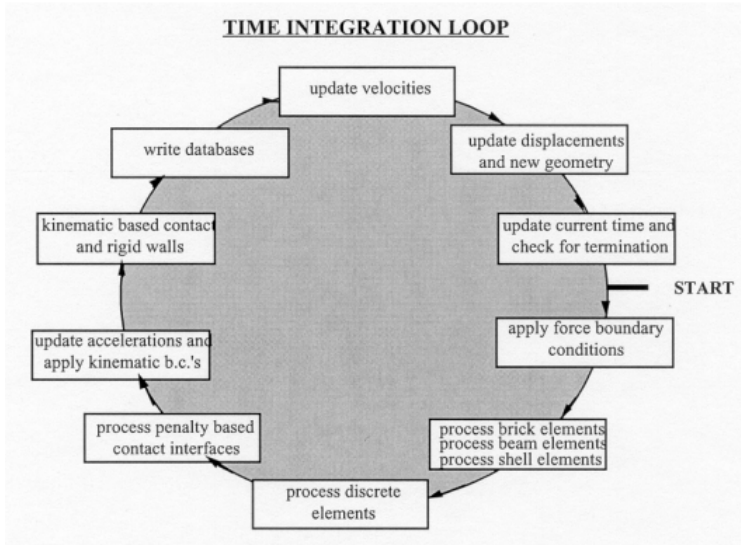 TIME INTEGRATION LOOP
update velocities
update displacements
and new geometry
update current time and
check for termination
START
apply force boundary
conditions
process brick elements
process beam elements
process shell elements
process discrete
elements
process penalty based
contact interfaces
update accelerations and
apply kinematic b.c.'s
kinematic based contact
and rigid walls
write databases